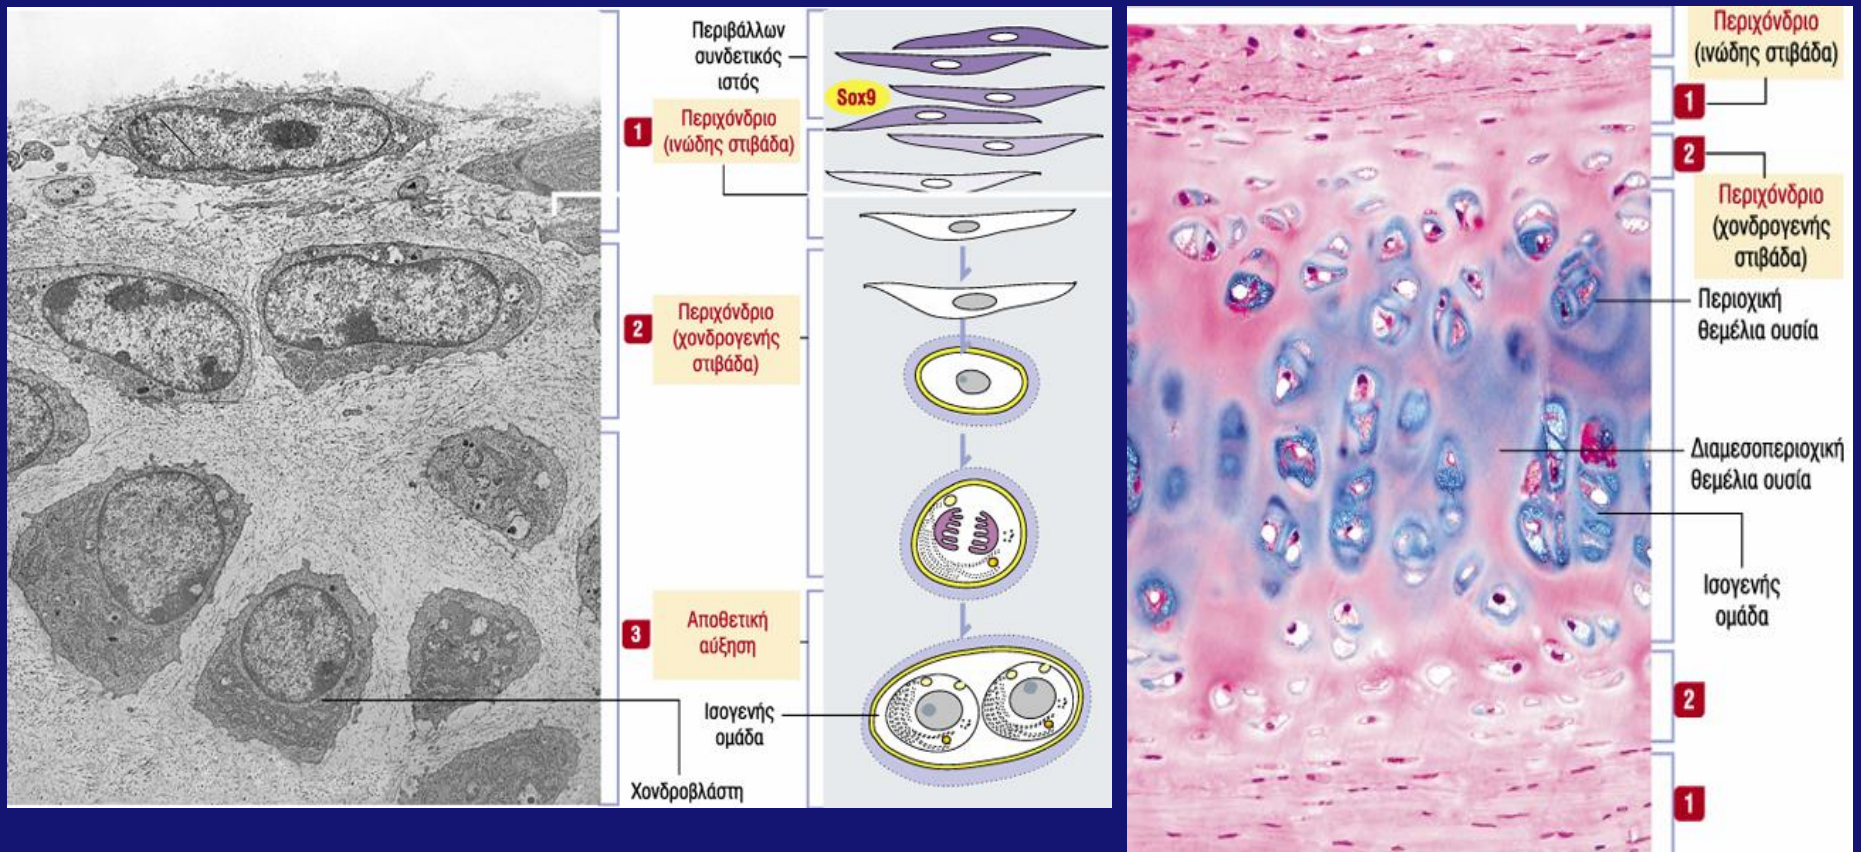 Περιβάλλων
συνδετικός
ιστός
Sox9
1
Περιχόνδριο
(ινώδης στιβάδα)
2
Περιχόνδριο
(χονδρογενής
στιβάδα)
3
Αποθετική
αύξηση
Ισογενής
ομάδα
Χονδροβλάστη
Περιχόνδριο
(ινώδης στιβάδα)
1
2
Περιχόνδριο
(χονδρογενής
στιβάδα)
Περιοχική
θεμέλια ουσία
Διαμεσοπεριοχική
θεμέλια ουσία
Ισογενής
ομάδα
2
1